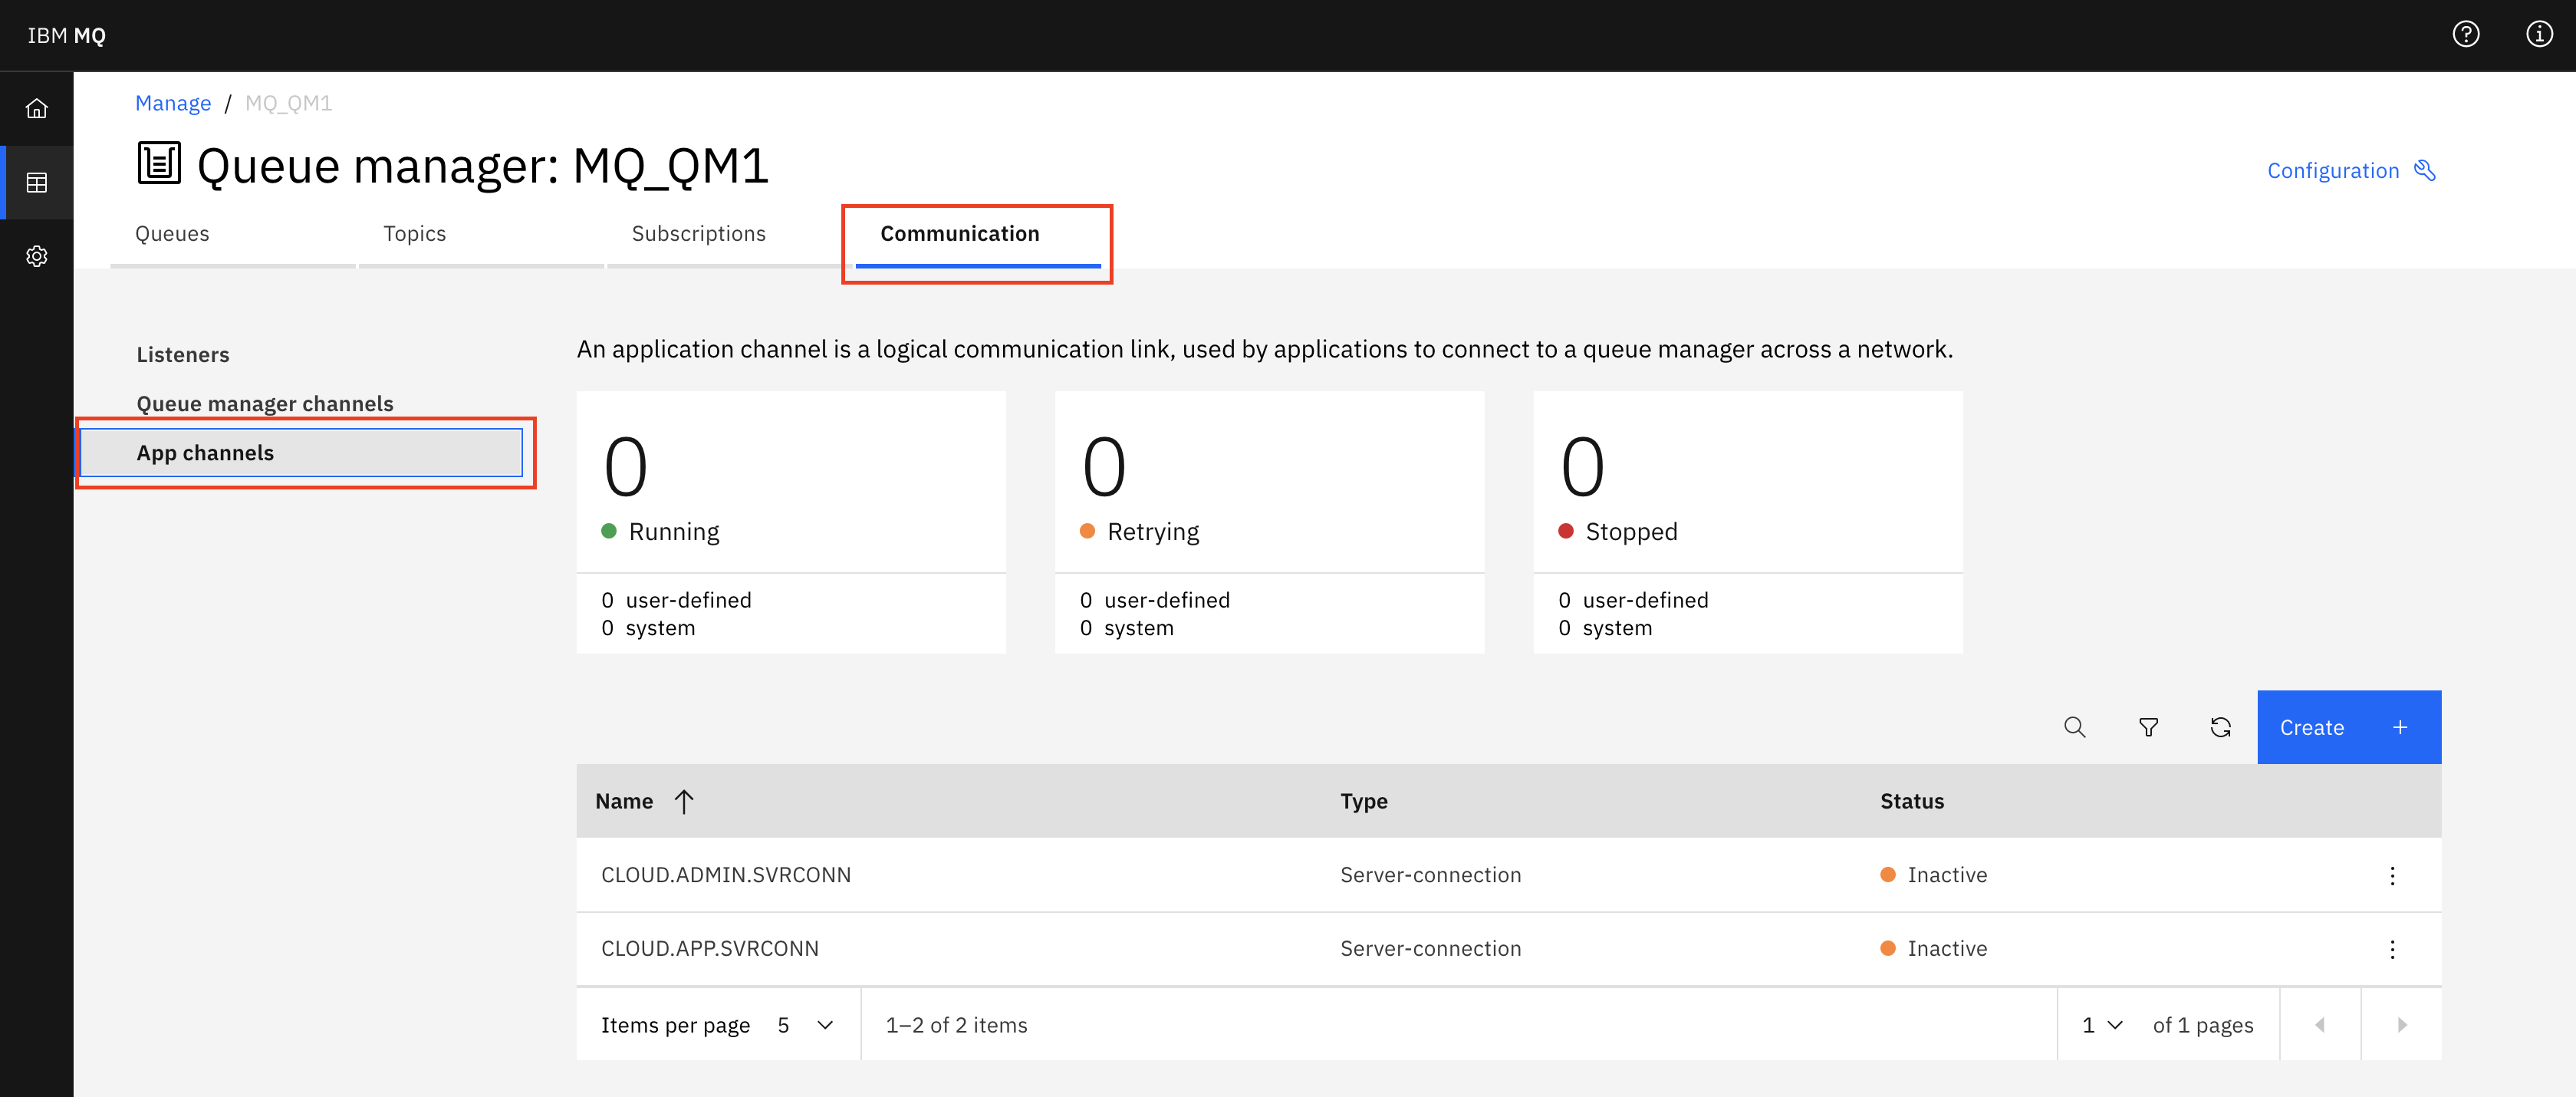 IBM MQ
Manage / MQ_QM1
Queue manager: MQ_QM1
Configuration
Queues Topics Subscriptions Communication
Listeners
Queue manager channels
App channels
An application channel is a logical communication link, used by applications to connect to a queue manager across a network.
0 0 0
Running Retrying Stopped
0 user-defined 0 user-defined 0 user-defined
0 system 0 system 0 system
Create +
Name Type Status
CLOUD.ADMIN.SVRCONN Server-connection Inactive
CLOUD.APP.SVRCONN Server-connection Inactive
Items per page 5 1–2 of 2 items 1 of 1 pages